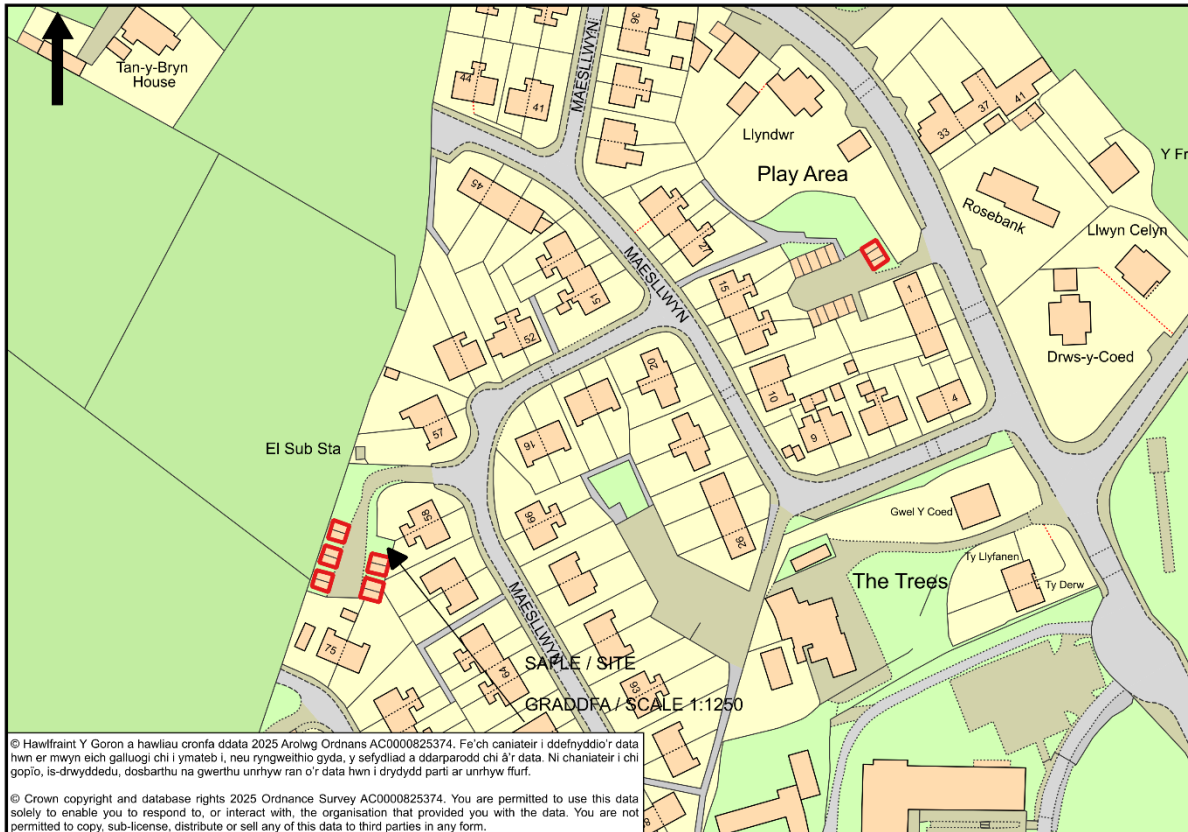 Tan-y-Bryn
House
44
41
36
MAESLLWYN
Llyndwr
Play Area
33
37
41
Y Fr
Rosebank
Llwyn Celyn
Drws-y-Coed
45
27
MAESLLWYN
15
1
51
52
20
10
9
4
57
16
El Sub Sta
58
66
26
Gwel Y Coed
Ty Llyfanen
Ty Derw
The Trees
MAESLLWYN
75
64
93
SAFLE / SITE
GRADDFA / SCALE 1:1250
8
© Hawlfraint Y Goron a hawliau cronfa ddata 2025 Arolwg Ordnans AC0000825374. Fe'ch caniateir i ddefnyddio'r data
hwn er mwyn eich galluogi chi i ymateb i, neu ryngweithio gyda, y sefydliad a ddarparodd chi â'r data. Ni chaniateir i chi
gopïo, is-drwyddedu, dosbarthu na gwerthu unrhyw ran o'r data hwn i drydydd parti ar unrhyw ffurf.
© Crown copyright and database rights 2025 Ordnance Survey AC0000825374. You are permitted to use this data
solely to enable you to respond to, or interact with, the organisation that provided you with the data. You are not
permitted to copy, sub-license, distribute or sell any of this data to third parties in any form.